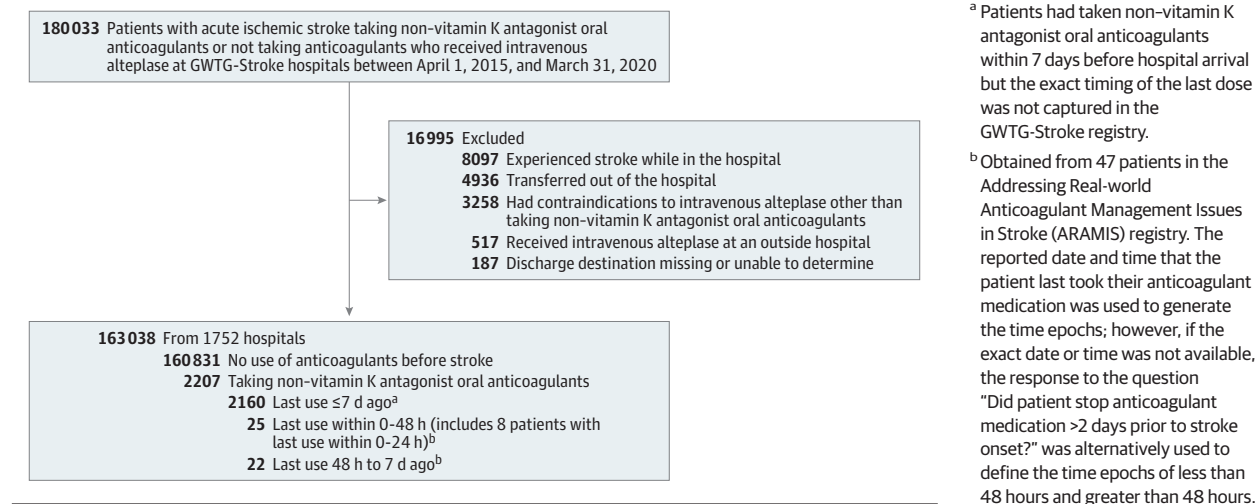 180 033 Patients with acute ischemic stroke taking non–vitamin K antagonist oral
anticoagulants or not taking anticoagulants who received intravenous
alteplase at GWTG-Stroke hospitals between April 1, 2015, and March 31, 2020
16 995 Excluded
8097 Experienced stroke while in the hospital
4936 Transferred out of the hospital
3258 Had contraindications to intravenous alteplase other than
taking non–vitamin K antagonist oral anticoagulants
517 Received intravenous alteplase at an outside hospital
187 Discharge destination missing or unable to determine
163 038 From 1752 hospitals
160 831 No use of anticoagulants before stroke
2207 Taking non–vitamin K antagonist oral anticoagulants
2160 Last use ≤7 d ago a
25 Last use within 0-48 h (includes 8 patients with
last use within 0-24 h) b
22 Last use 48 h to 7 d ago b
a Patients had taken non–vitamin K
antagonist oral anticoagulants
within 7 days before hospital arrival
but the exact timing of the last dose
was not captured in the
GWTG-Stroke registry.
b Obtained from 47 patients in the
Addressing Real-world
Anticoagulant Management Issues
in Stroke (ARAMIS) registry. The
reported date and time that the
patient last took their anticoagulant
medication was used to generate
the time epochs; however, if the
exact date or time was not available,
the response to the question
"Did patient stop anticoagulant
medication >2 days prior to stroke
onset?" was alternatively used to
define the time epochs of less than
48 hours and greater than 48 hours.